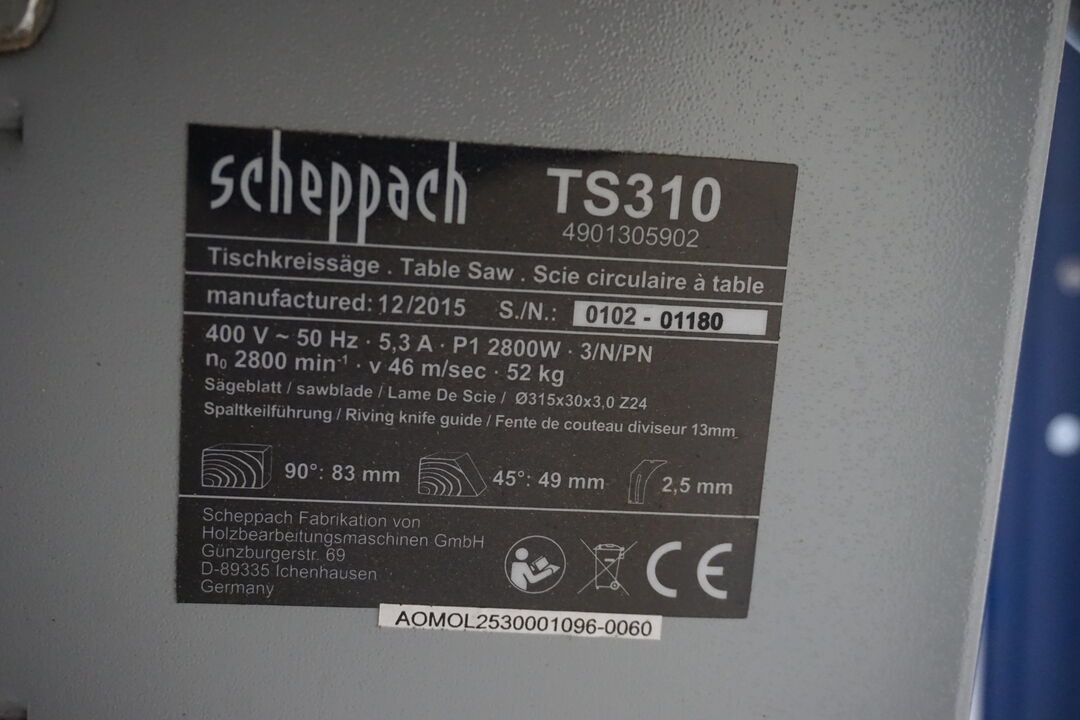 scheppach TS310
4901305902
Tischkreissäge . Table Saw . Scie circulaire à table
manufactured: 12/2015 S./N.: 0102 - 01180
400 V ~ 50 Hz · 5,3 A · P1 2800W · 3/N/PN
n₀ 2800 min⁻¹ · v 46 m/sec · 52 kg
Sägeblatt / sawblade / Lame De Scie / Ø315x30x3,0 Z24
Spaltkeilführung / Riving knife guide / Fente de couteau diviseur 13mm
90°: 83 mm 45°: 49 mm 2,5 mm
Scheppach Fabrikation von
Holzbearbeitungsmaschinen GmbH
Günzburgerstr. 69
D-89335 Ichenhausen
Germany
CE
AOMOL2530001096-0060